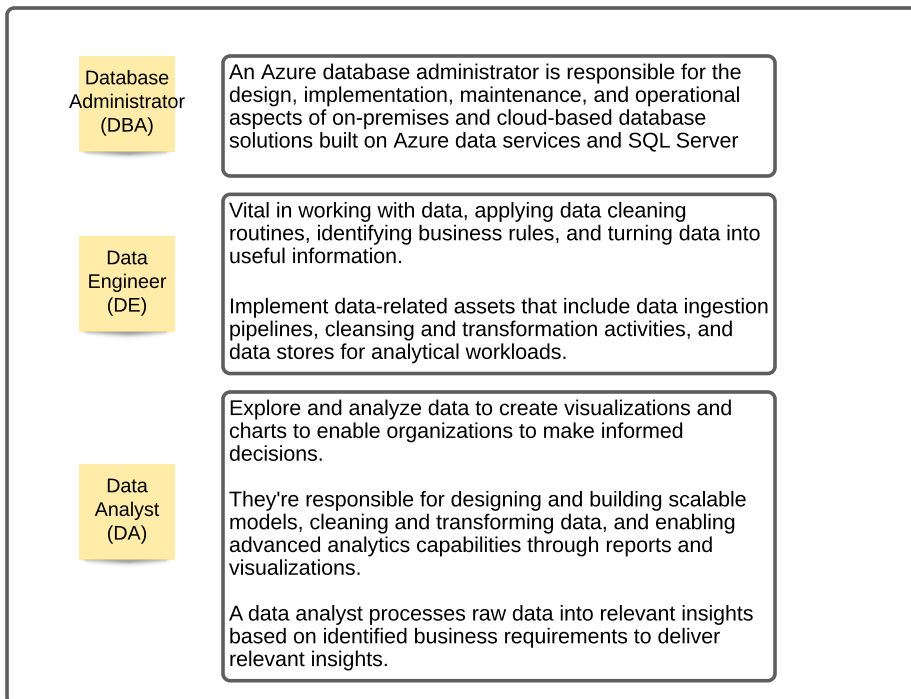 Database
Administrator
(DBA)
An Azure database administrator is responsible for the
design, implementation, maintenance, and operational
aspects of on-premises and cloud-based database
solutions built on Azure data services and SQL Server
Data
Engineer
(DE)
Vital in working with data, applying data cleaning
routines, identifying business rules, and turning data into
useful information.
Implement data-related assets that include data ingestion
pipelines, cleansing and transformation activities, and
data stores for analytical workloads.
Data
Analyst
(DA)
Explore and analyze data to create visualizations and
charts to enable organizations to make informed
decisions.
They're responsible for designing and building scalable
models, cleaning and transforming data, and enabling
advanced analytics capabilities through reports and
visualizations.
A data analyst processes raw data into relevant insights
based on identified business requirements to deliver
relevant insights.